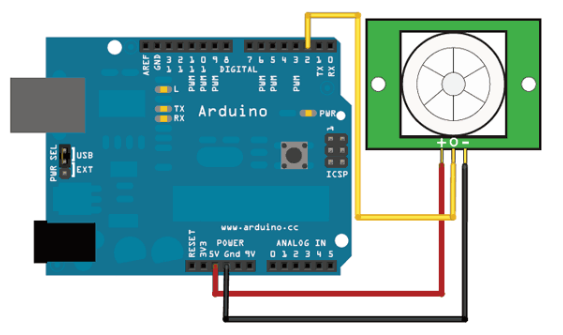 AREF GND 13 12 11 10 9 8 7 6 5 4 3 2 1 0
PWM PWM PWM DIGITAL PWM PWM PWM TX RX
L
TX
RX
Arduino
PWR
1
ICSP
PWR SEL
USB
EXT
www.arduino.cc
POWER ANALOG IN
RESET 3V3 5V Gnd 9V 0 1 2 3 4 5
+ O -